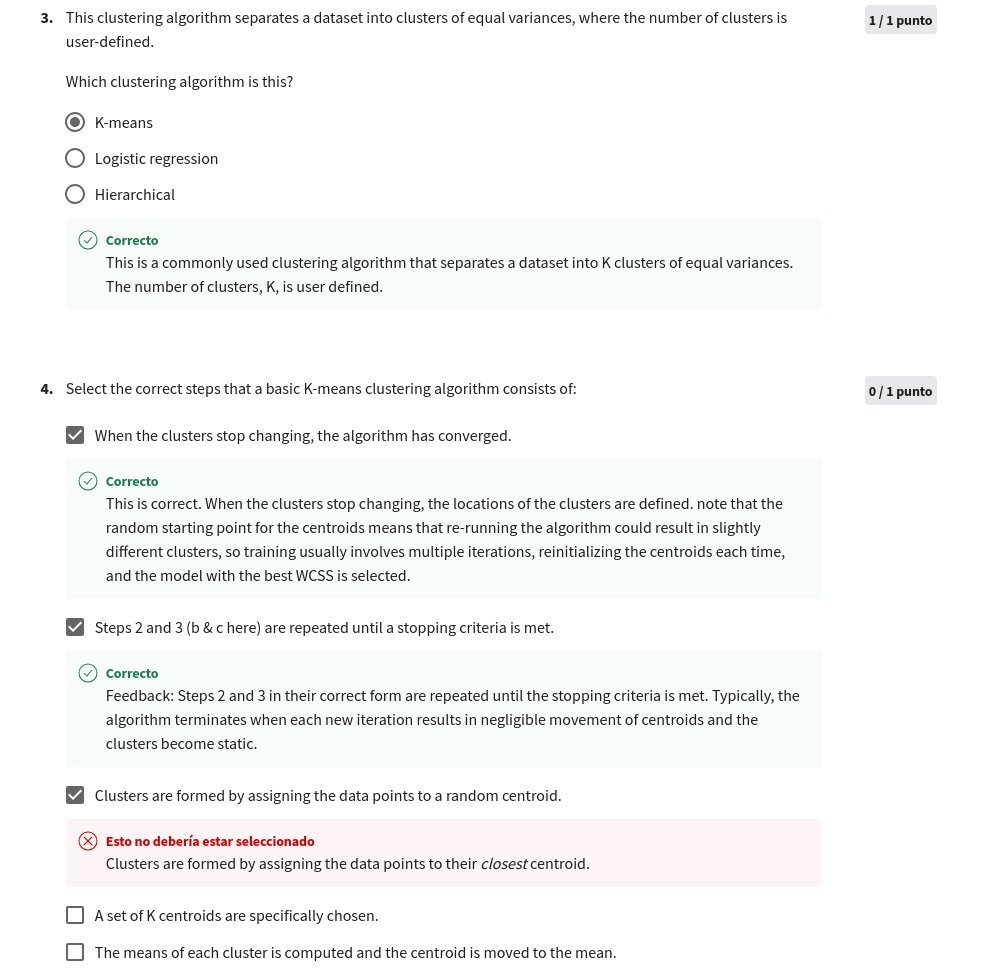 3. This clustering algorithm separates a dataset into clusters of equal variances, where the number of clusters is
user-defined.
1 / 1 punto
Which clustering algorithm is this?
K-means
Logistic regression
Hierarchical
Correcto
This is a commonly used clustering algorithm that separates a dataset into K clusters of equal variances.
The number of clusters, K, is user defined.
4. Select the correct steps that a basic K-means clustering algorithm consists of:
0 / 1 punto
When the clusters stop changing, the algorithm has converged.
Correcto
This is correct. When the clusters stop changing, the locations of the clusters are defined. note that the
random starting point for the centroids means that re-running the algorithm could result in slightly
different clusters, so training usually involves multiple iterations, reinitializing the centroids each time,
and the model with the best WCSS is selected.
Steps 2 and 3 (b & c here) are repeated until a stopping criteria is met.
Correcto
Feedback: Steps 2 and 3 in their correct form are repeated until the stopping criteria is met. Typically, the
algorithm terminates when each new iteration results in negligible movement of centroids and the
clusters become static.
Clusters are formed by assigning the data points to a random centroid.
Esto no debería estar seleccionado
Clusters are formed by assigning the data points to their closest centroid.
A set of K centroids are specifically chosen.
The means of each cluster is computed and the centroid is moved to the mean.